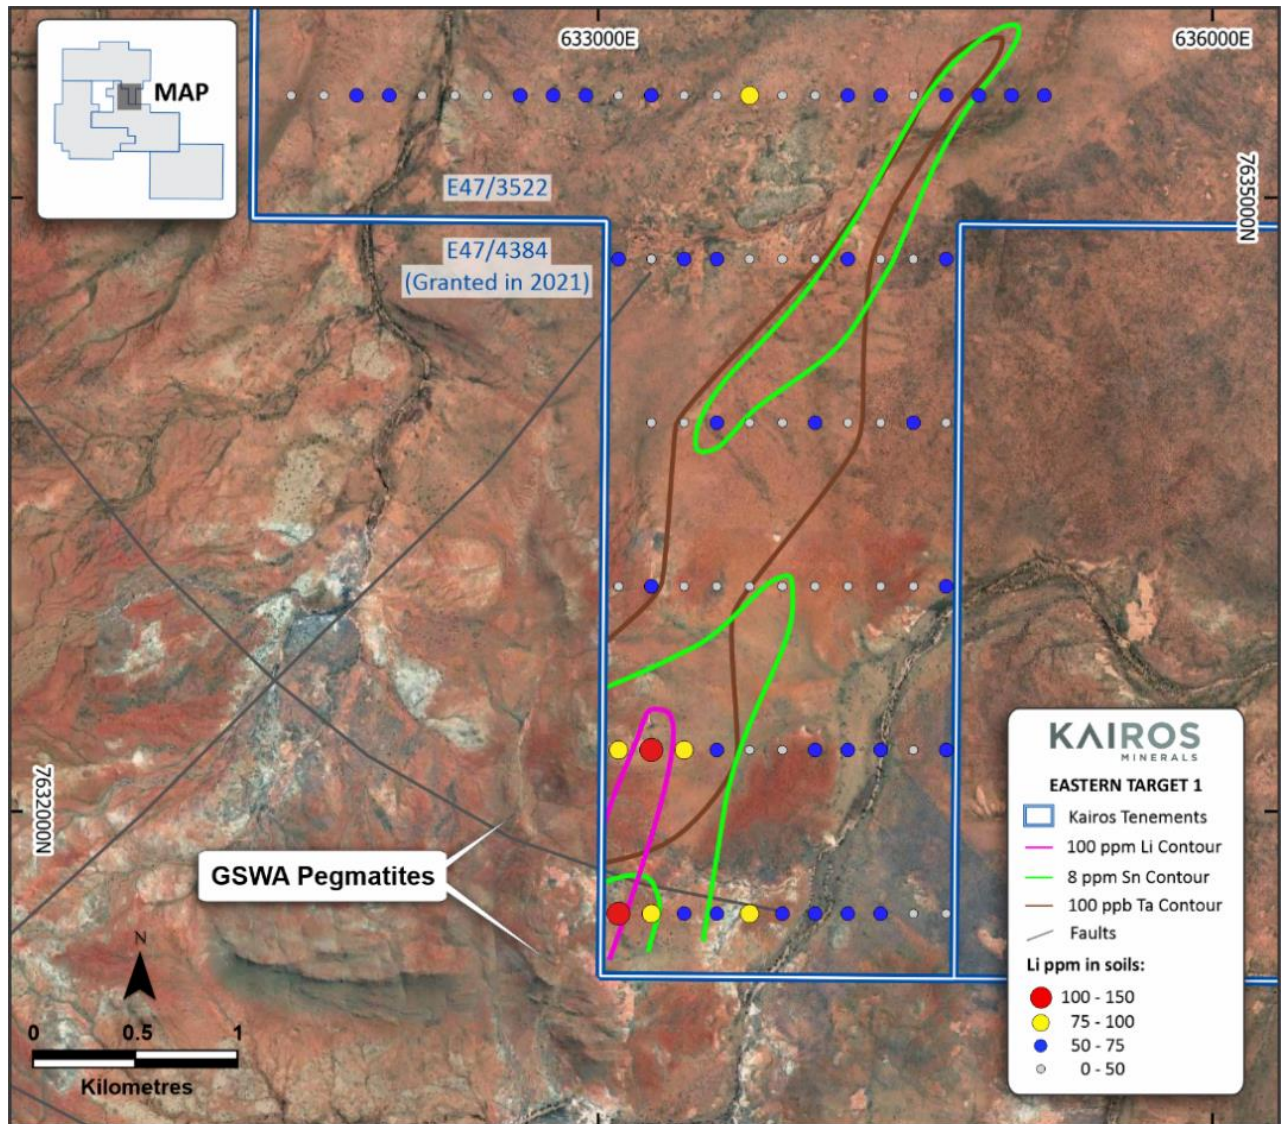 633000E
636000E
MAP
E47/3522
7635000N
E47/4384
(Granted in 2021)
7632000N
GSWA Pegmatites
N
0 0.5 1
Kilometres
KAIROS
MINERALS
EASTERN TARGET 1
Kairos Tenements
100 ppm Li Contour
8 ppm Sn Contour
100 ppb Ta Contour
Faults
Li ppm in soils:
100 - 150
75 - 100
50 - 75
0 - 50